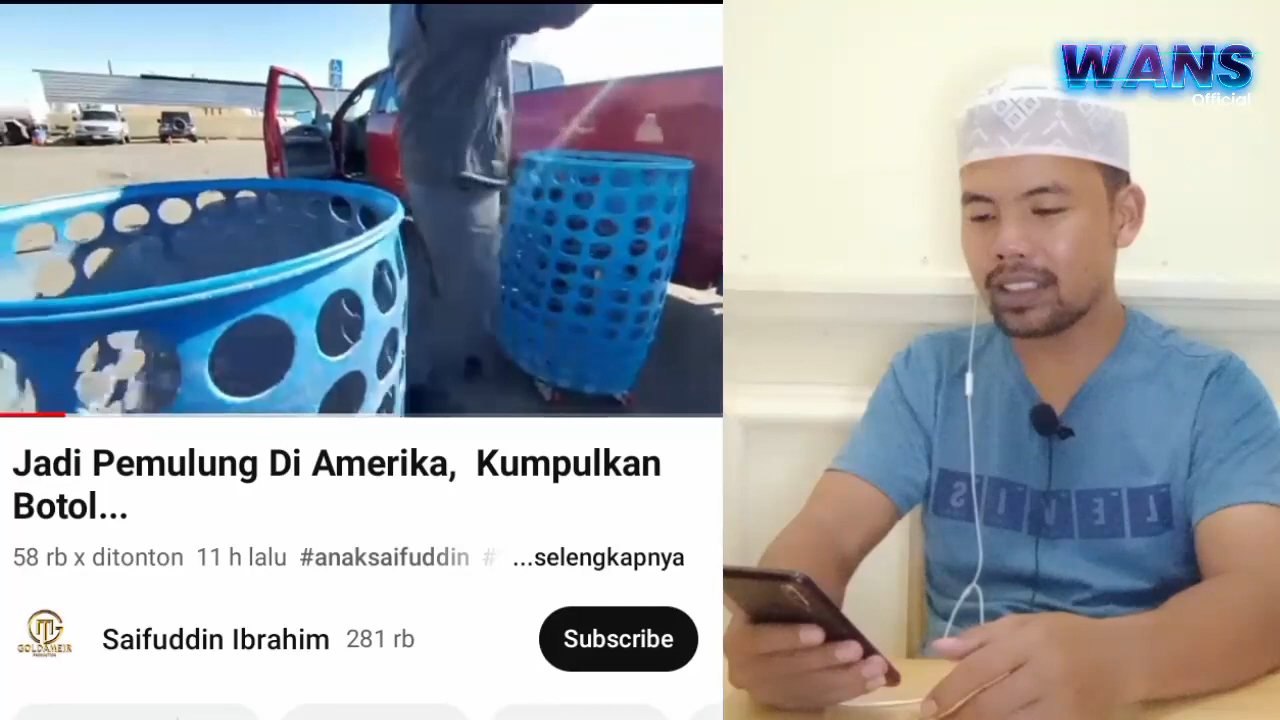 WANS
Official
Jadi Pemulung Di Amerika, Kumpulkan
Botol...
58 rb x ditonton 11 h lalu #anaksaifuddin # ...selengkapnya
GOLDAMEIR
Saifuddin Ibrahim 281 rb
Subscribe
LEVIS